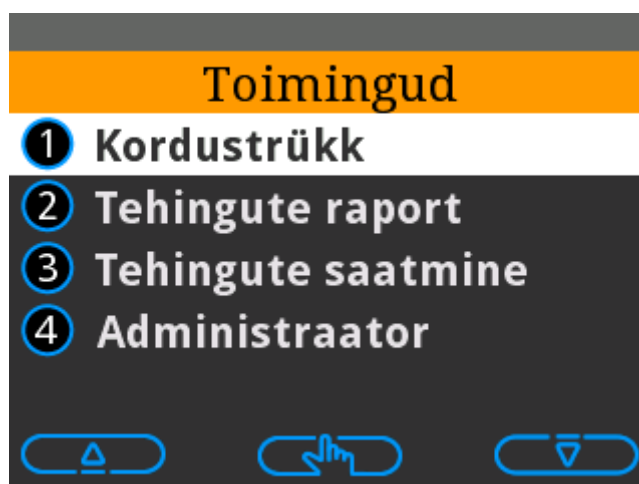 Toimingud
1 Kordustrükk
2 Tehingute raport
3 Tehingute saatmine
4 Administraator